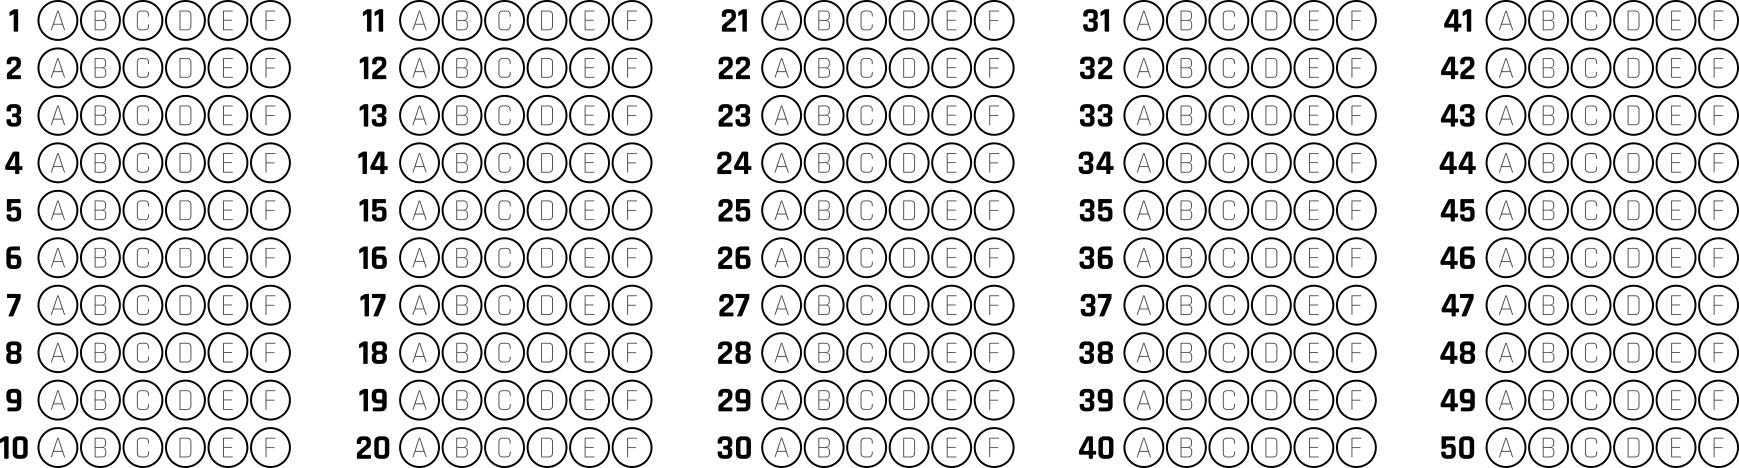 1 A B C D E F 11 A B C D E F 21 A B C D E F 31 A B C D E F 41 A B C D E F
2 A B C D E F 12 A B C D E F 22 A B C D E F 32 A B C D E F 42 A B C D E F
3 A B C D E F 13 A B C D E F 23 A B C D E F 33 A B C D E F 43 A B C D E F
4 A B C D E F 14 A B C D E F 24 A B C D E F 34 A B C D E F 44 A B C D E F
5 A B C D E F 15 A B C D E F 25 A B C D E F 35 A B C D E F 45 A B C D E F
6 A B C D E F 16 A B C D E F 26 A B C D E F 36 A B C D E F 46 A B C D E F
7 A B C D E F 17 A B C D E F 27 A B C D E F 37 A B C D E F 47 A B C D E F
8 A B C D E F 18 A B C D E F 28 A B C D E F 38 A B C D E F 48 A B C D E F
9 A B C D E F 19 A B C D E F 29 A B C D E F 39 A B C D E F 49 A B C D E F
10 A B C D E F 20 A B C D E F 30 A B C D E F 40 A B C D E F 50 A B C D E F